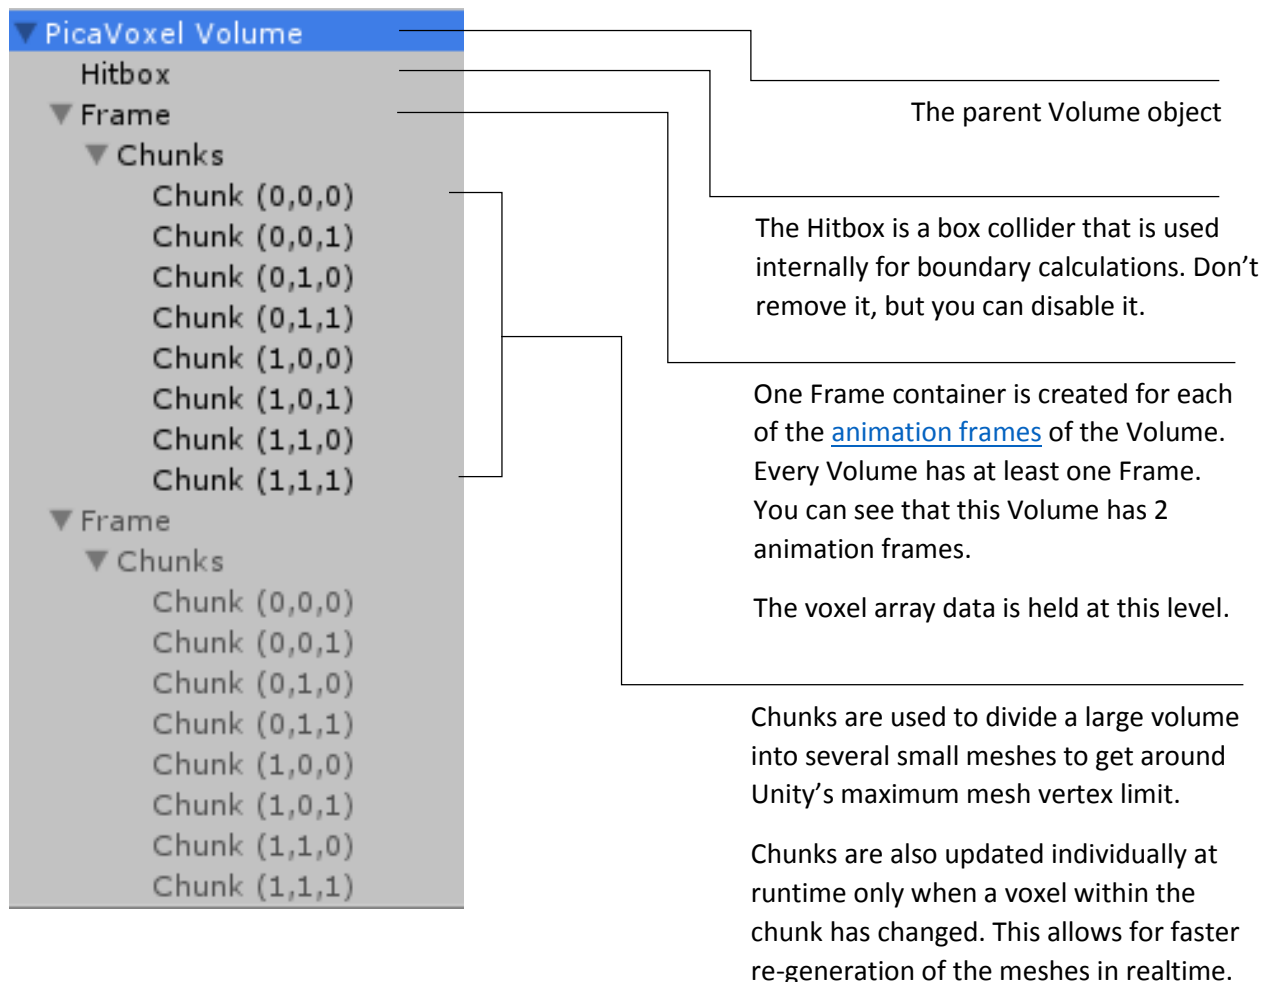 PicaVoxel Volume
Hitbox
Frame
Chunks
Chunk (0,0,0)
Chunk (0,0,1)
Chunk (0,1,0)
Chunk (0,1,1)
Chunk (1,0,0)
Chunk (1,0,1)
Chunk (1,1,0)
Chunk (1,1,1)
Frame
Chunks
Chunk (0,0,0)
Chunk (0,0,1)
Chunk (0,1,0)
Chunk (0,1,1)
Chunk (1,0,0)
Chunk (1,0,1)
Chunk (1,1,0)
Chunk (1,1,1)
The parent Volume object
The Hitbox is a box collider that is used
internally for boundary calculations. Don’t
remove it, but you can disable it.
One Frame container is created for each
of the animation frames of the Volume.
Every Volume has at least one Frame.
You can see that this Volume has 2
animation frames.
The voxel array data is held at this level.
Chunks are used to divide a large volume
into several small meshes to get around
Unity’s maximum mesh vertex limit.
Chunks are also updated individually at
runtime only when a voxel within the
chunk has changed. This allows for faster
re-generation of the meshes in realtime.